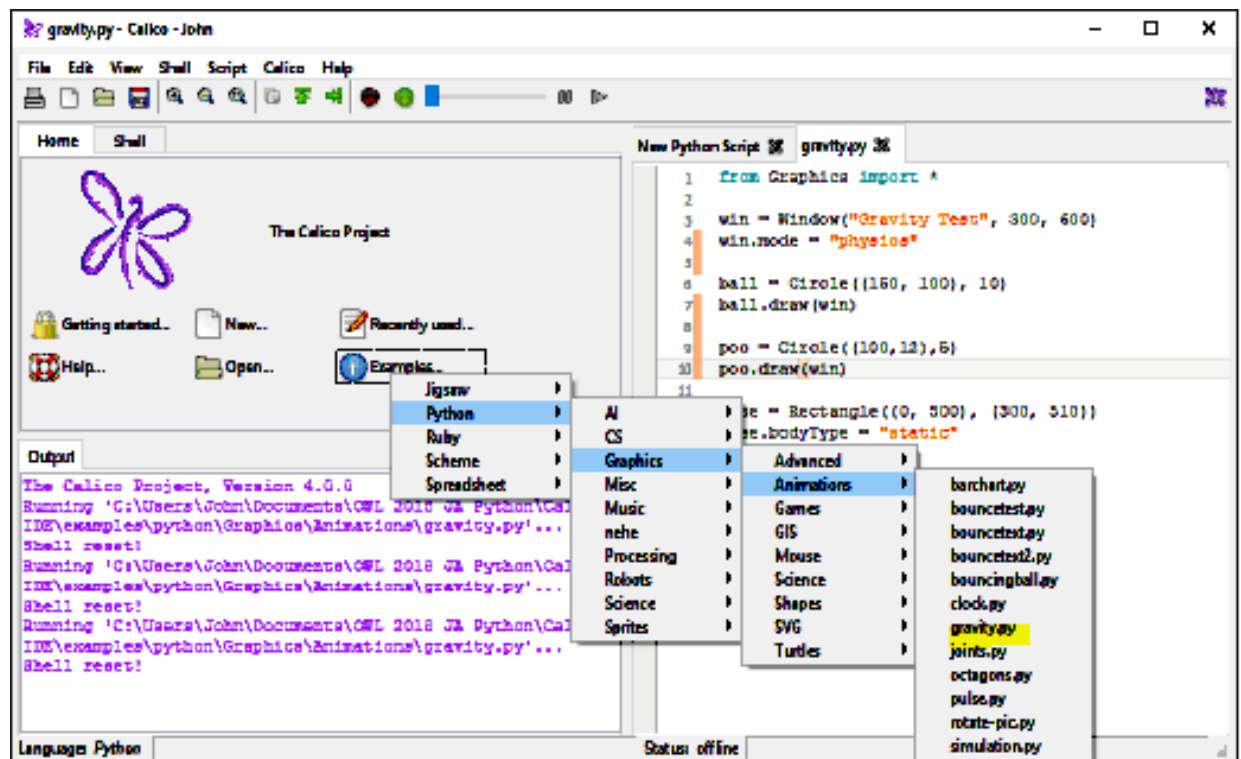 gravity.py - Calico - John
File Edit View Shell Script Calico Help
Home Shell
The Calico Project
Getting started... New... Recently used...
Help... Open... Examples...
New Python Script gravity.py
1 from Graphics import *
2
3 win = Window("Gravity Test", 300, 600)
4 win.mode = "physics"
5
6 ball = Circle((150, 100), 10)
7 ball.draw(win)
8
9 poo = Circle((100,12),5)
10 poo.draw(win)
11
se = Rectangle((0, 500), (300, 510))
se.bodyType = "static"
Jigsaw
Python
Ruby
Scheme
Spreadsheet
AI
CS
Graphics
Misc
Music
nehe
Processing
Robots
Science
Sprites
Advanced
Animations
Games
GIS
Mouse
Science
Shapes
SVG
Turtles
barchart.py
bouncetest.py
bouncetext.py
bouncetext2.py
bouncingball.py
clock.py
gravity.py
joints.py
octagons.py
pulse.py
rotate-pic.py
simulation.py
Output
The Calico Project, Version 4.0.0
Running 'C:\Users\John\Documents\OWL 2018 JA Python\Cal
IDE\examples\python\Graphics\Animations\gravity.py'...
Shell reset!
Running 'C:\Users\John\Documents\OWL 2018 JA Python\Cal
IDE\examples\python\Graphics\Animations\gravity.py'...
Shell reset!
Running 'C:\Users\John\Documents\OWL 2018 JA Python\Cal
IDE\examples\python\Graphics\Animations\gravity.py'...
Shell reset!
Language: Python
Status: offline